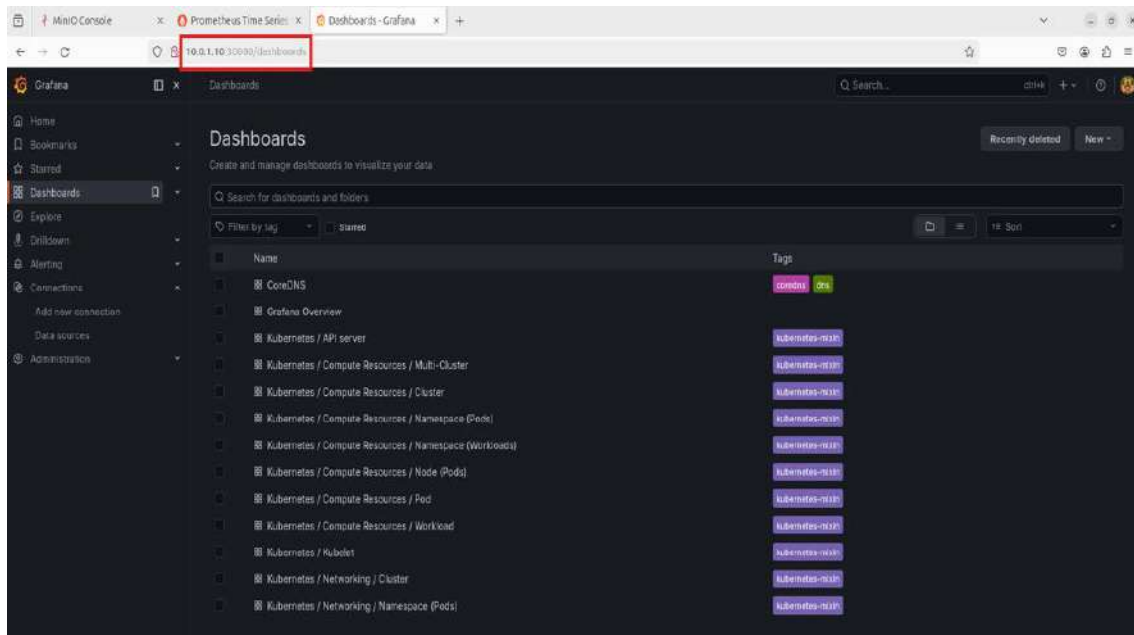 MinIO Console
Prometheus Time Series
Dashboards - Grafana
10.0.1.10:30000/dashboards
Grafana
Dashboards
Search...
ctrl+k
Home
Bookmarks
Starred
Dashboards
Explore
Drilldown
Alerting
Connections
Add new connection
Data sources
Administration
Dashboards
Recently deleted
New
Create and manage dashboards to visualize your data
Search for dashboards and folders
Filter by tag
Starred
Sort
Name Tags
CoreDNS coredns dns
Grafana Overview
Kubernetes / API server kubernetes-mixin
Kubernetes / Compute Resources / Multi-Cluster kubernetes-mixin
Kubernetes / Compute Resources / Cluster kubernetes-mixin
Kubernetes / Compute Resources / Namespace (Pods) kubernetes-mixin
Kubernetes / Compute Resources / Namespace (Workloads) kubernetes-mixin
Kubernetes / Compute Resources / Node (Pods) kubernetes-mixin
Kubernetes / Compute Resources / Pod kubernetes-mixin
Kubernetes / Compute Resources / Workload kubernetes-mixin
Kubernetes / Kubelet kubernetes-mixin
Kubernetes / Networking / Cluster kubernetes-mixin
Kubernetes / Networking / Namespace (Pods) kubernetes-mixin